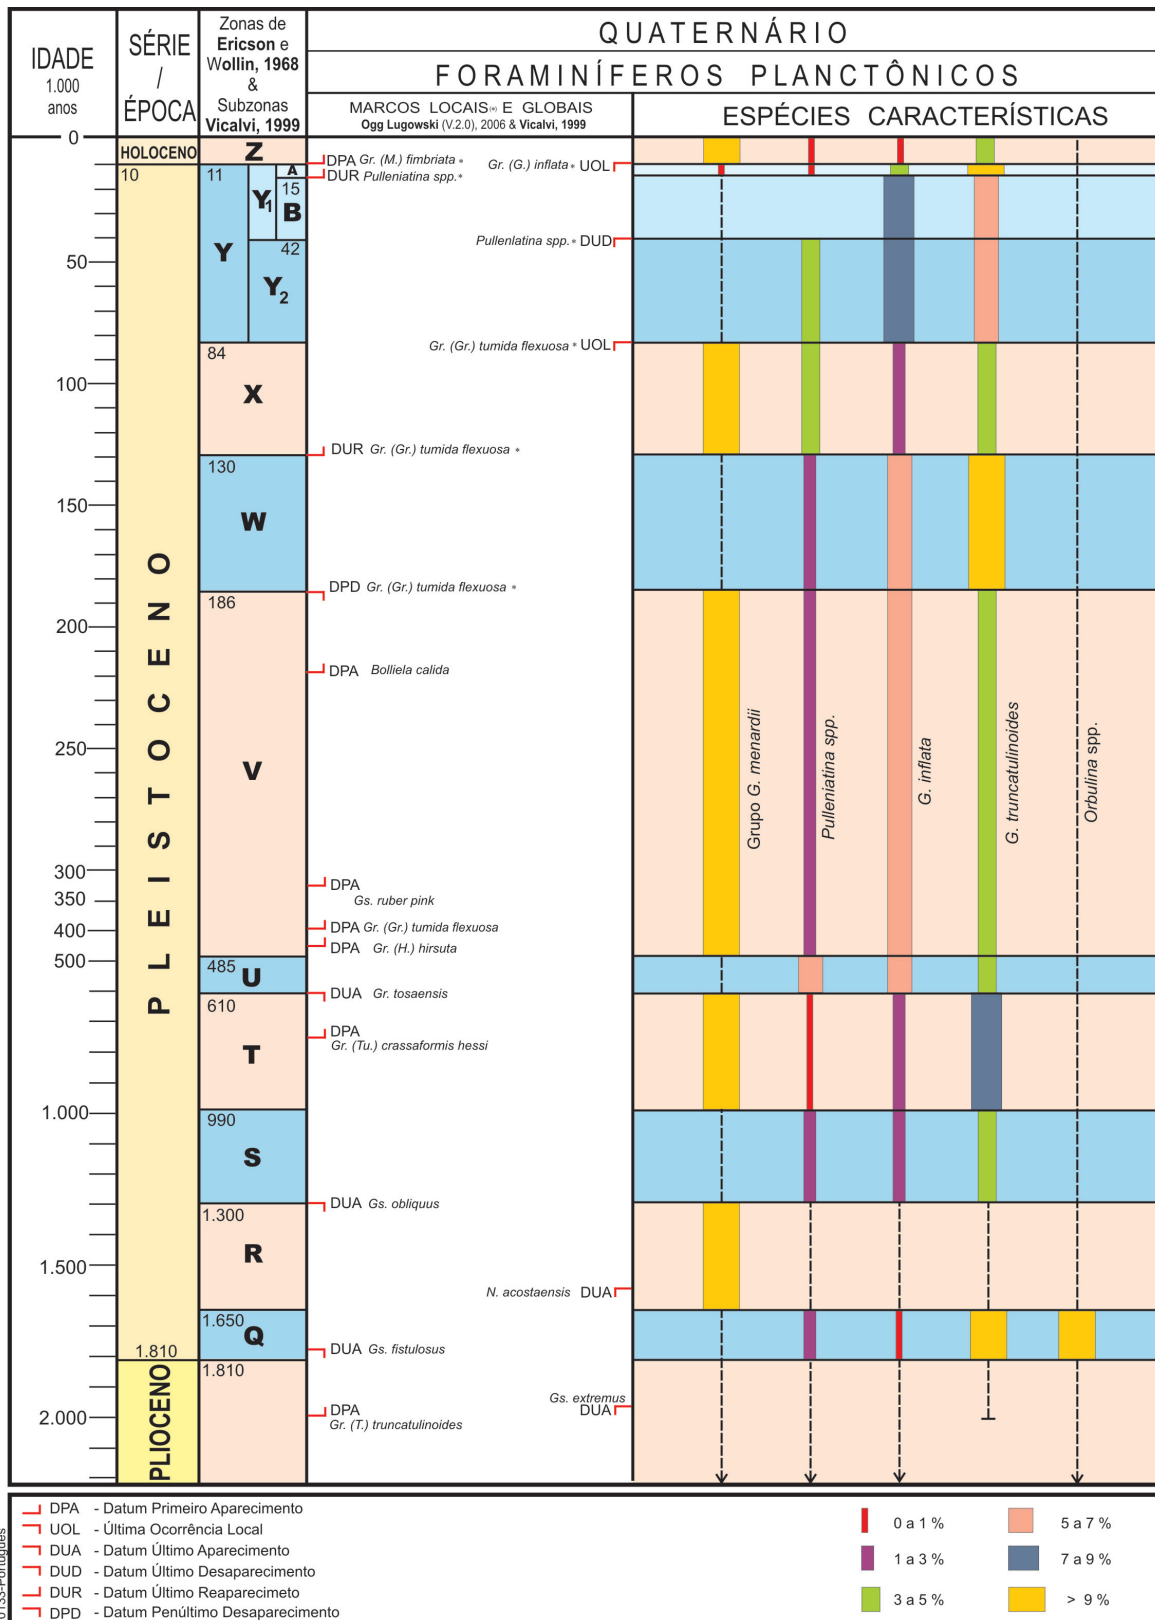 QUATERNÁRIO
FORAMINÍFEROS PLANCTÔNICOS
IDADE
1.000
anos
SÉRIE
/
ÉPOCA
Zonas de
Ericson e
Wollin, 1968
&
Subzonas
Vicalvi, 1999
MARCOS LOCAIS(*) E GLOBAIS
Ogg Lugowski (V.2.0), 2006 & Vicalvi, 1999
ESPÉCIES CARACTERÍSTICAS
0
50
100
150
200
250
300
350
400
500
1.000
1.500
2.000
HOLOCENO
10
PLEISTOCENO
1.810
PLIOCENO
Z
11
Y
Y1
A
15
B
42
Y2
84
X
130
W
186
V
485
U
610
T
990
S
1.300
R
1.650
Q
1.810
DPA Gr. (M.) fimbriata *
DUR Pulleniatina spp.*
Gr. (G.) inflata * UOL
Pullenlatina spp. * DUD
Gr. (Gr.) tumida flexuosa * UOL
DUR Gr. (Gr.) tumida flexuosa *
DPD Gr. (Gr.) tumida flexuosa *
DPA Bolliela calida
DPA
Gs. ruber pink
DPA Gr. (Gr.) tumida flexuosa
DPA Gr. (H.) hirsuta
DUA Gr. tosaensis
DPA
Gr. (Tu.) crassaformis hessi
DUA Gs. obliquus
N. acostaensis DUA
DUA Gs. fistulosus
Gs. extremus
DUA
DPA
Gr. (T.) truncatulinoides
Grupo G. menardii
Pulleniatina spp.
G. inflata
G. truncatulinoides
Orbulina spp.
DPA - Datum Primeiro Aparecimento
UOL - Última Ocorrência Local
DUA - Datum Último Aparecimento
DUD - Datum Último Desaparecimento
DUR - Datum Último Reaparecimeto
DPD - Datum Penúltimo Desaparecimento
0 a 1 %
1 a 3 %
3 a 5 %
5 a 7 %
7 a 9 %
> 9 %
0133-Português